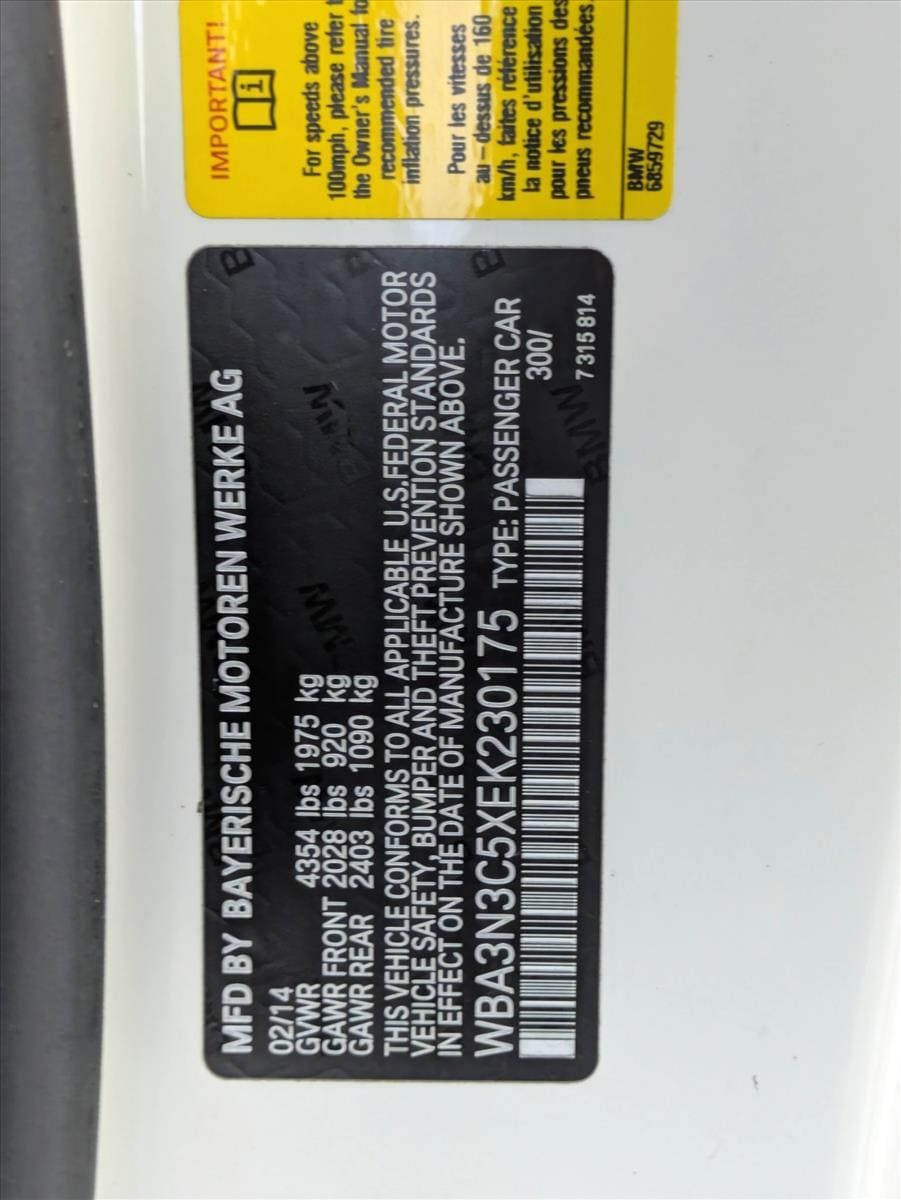 MFD BY BAYERISCHE MOTOREN WERKE AG
02/14
GVWR 4354 lbs 1975 kg
GAWR FRONT 2028 lbs 920 kg
GAWR REAR 2403 lbs 1090 kg
THIS VEHICLE CONFORMS TO ALL APPLICABLE U.S.FEDERAL MOTOR
VEHICLE SAFETY, BUMPER AND THEFT PREVENTION STANDARDS
IN EFFECT ON THE DATE OF MANUFACTURE SHOWN ABOVE.
WBA3N3C5XEK230175 TYPE: PASSENGER CAR
300/
7 315 814
IMPORTANT!
For speeds above
100mph, please refer
the Owner's Manual
recommended tire
inflation pressures.
Pour les vitesses
au-dessus de 160
km/h, faites référence
la notice d'utilisation
pour les pressions des
pneus recommandées.
BMW
6859729